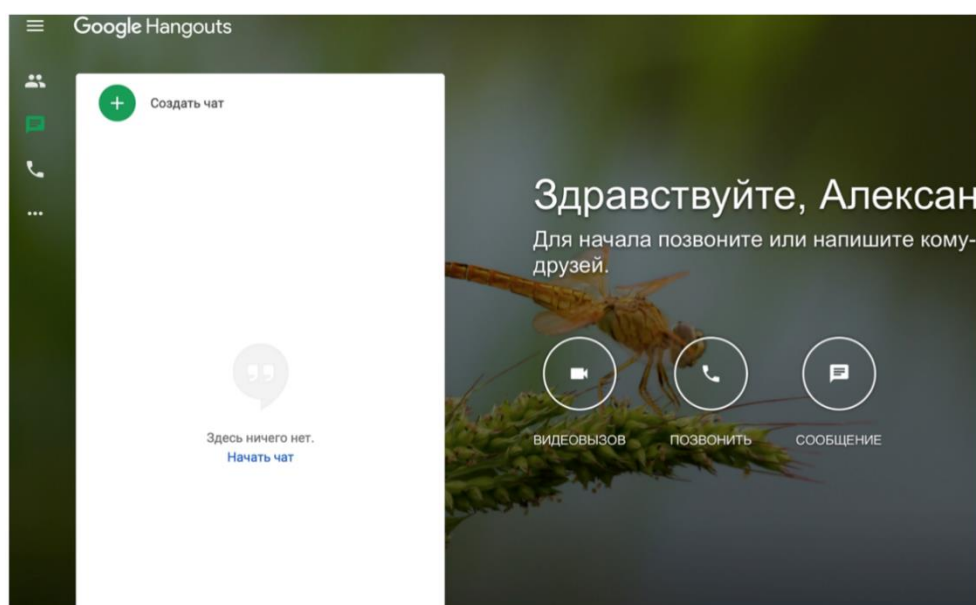 Google Hangouts
Создать чат
Здравствуйте, Алексан
Для начала позвоните или напишите кому-
друзей.
ВИДЕОВЫЗОВ
ПОЗВОНИТЬ
СООБЩЕНИЕ
Здесь ничего нет.
Начать чат